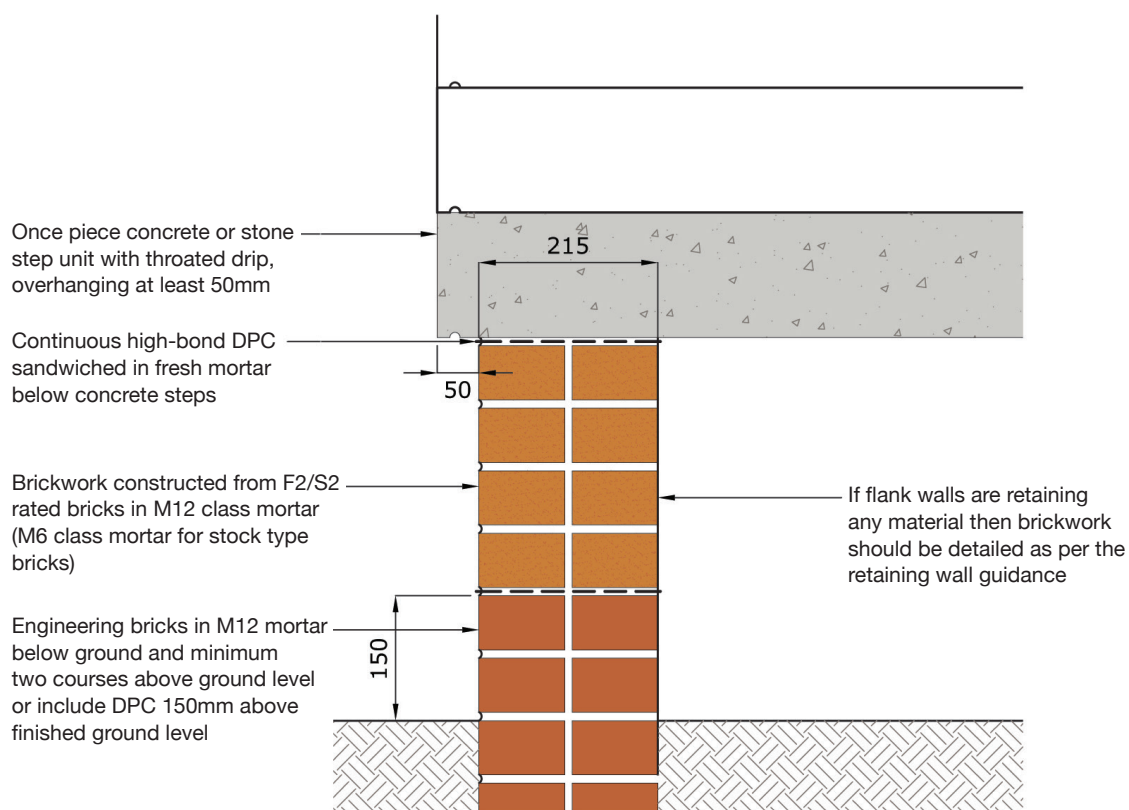 Once piece concrete or stone
step unit with throated drip,
overhanging at least 50mm
215
Continuous high-bond DPC
sandwiched in fresh mortar
below concrete steps
50
Brickwork constructed from F2/S2
rated bricks in M12 class mortar
(M6 class mortar for stock type
bricks)
If flank walls are retaining
any material then brickwork
should be detailed as per the
retaining wall guidance
Engineering bricks in M12 mortar
below ground and minimum
two courses above ground level
or include DPC 150mm above
finished ground level
150